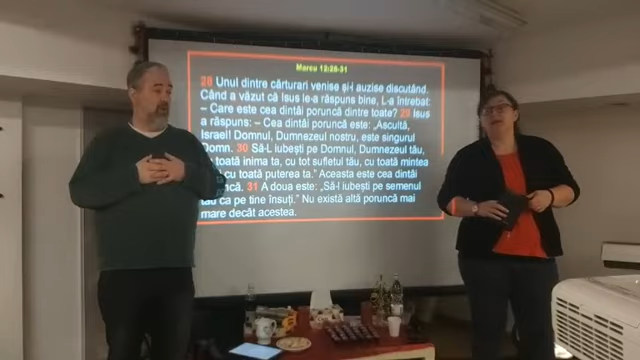 Marcu 12:28-31
28 Unul dintre cărturari venise şi-i auzise discutând.
Când a văzut că Isus le-a răspuns bine, L-a întrebat:
– Care este cea dintâi poruncă dintre toate? 29 Isus
a răspuns: – Cea dintâi poruncă este: „Ascultă,
Israel! Domnul, Dumnezeul nostru, este singurul
Domn. 30 Să-L iubeşti pe Domnul, Dumnezeul tău,
toată inima ta, cu tot sufletul tău, cu toată mintea
cu toată puterea ta.” Aceasta este cea dintâi
31 A doua este: „Să-l iubeşti pe semenul
tău ca pe tine însuţi.” Nu există altă poruncă mai
mare decât acestea.